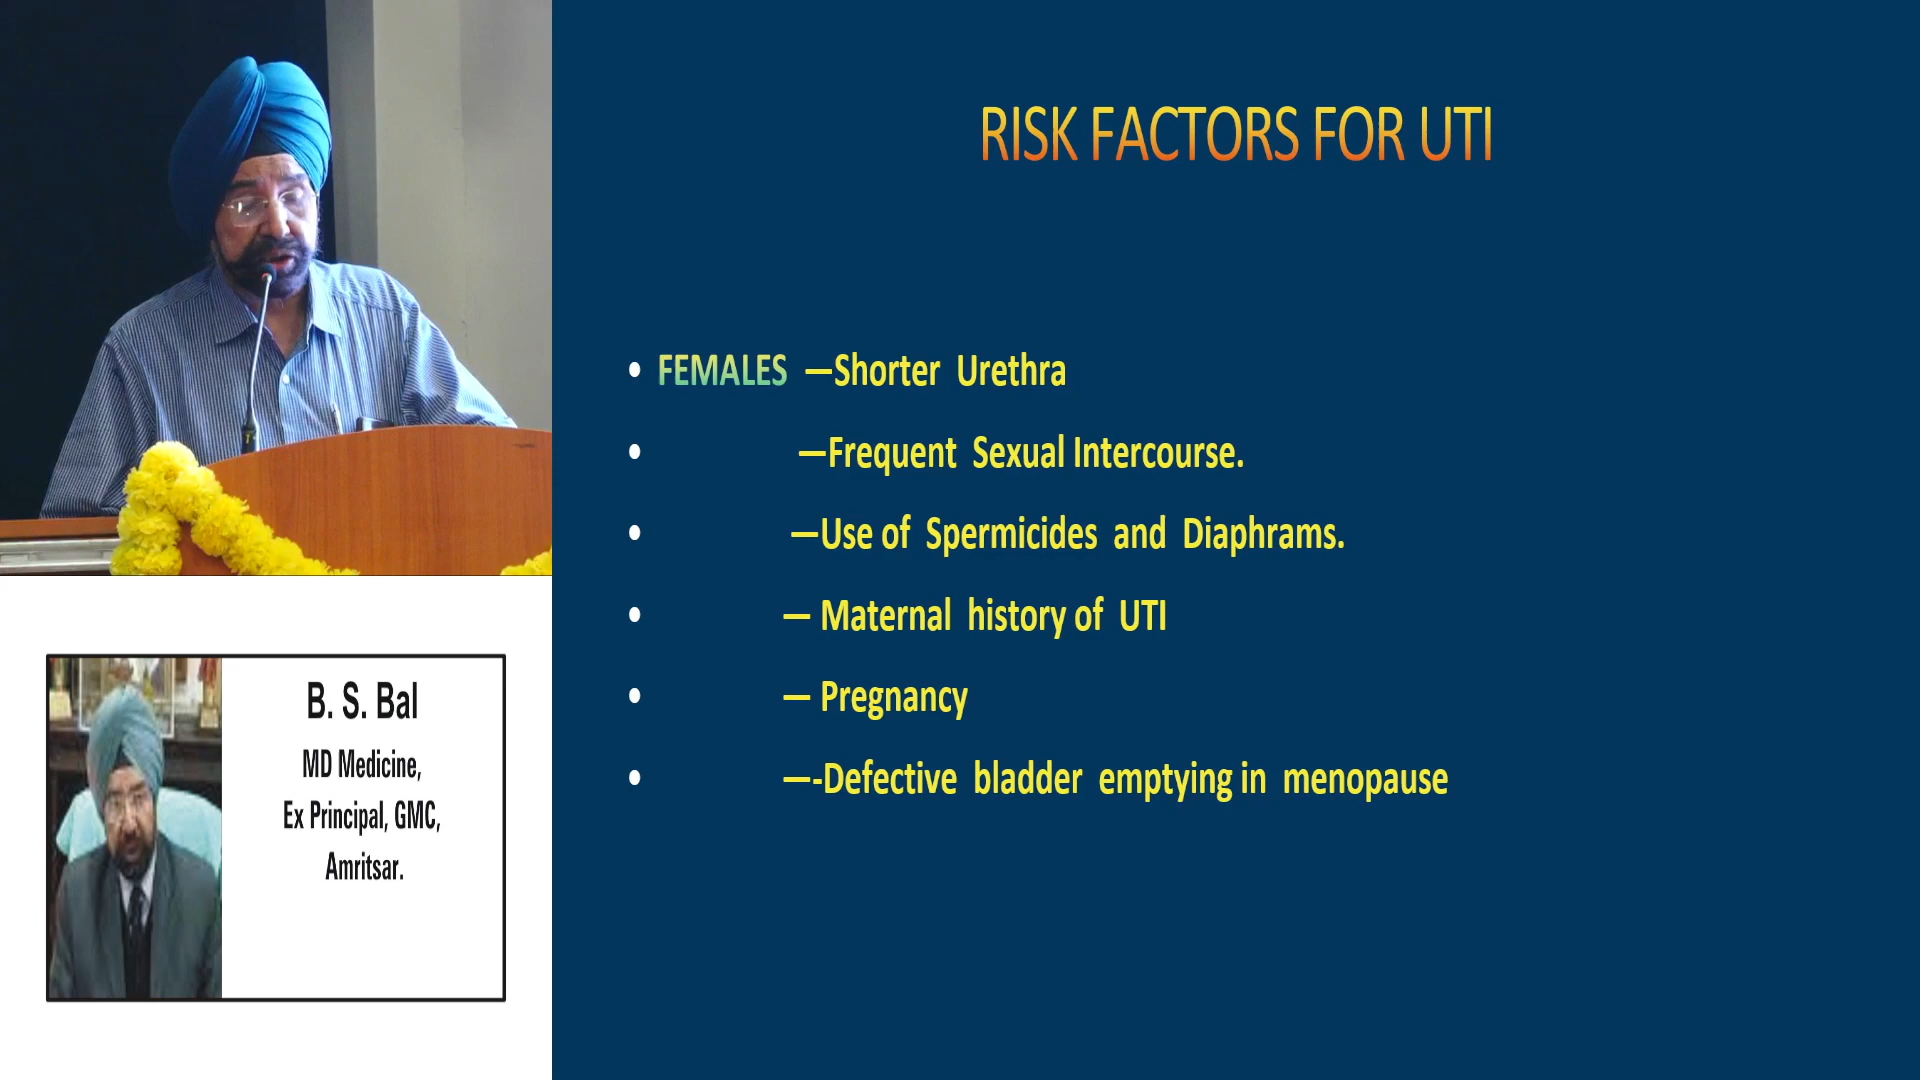 RISK FACTORS FOR UTI
• FEMALES —Shorter Urethra
• —Frequent Sexual Intercourse.
• —Use of Spermicides and Diaphrams.
• — Maternal history of UTI
• — Pregnancy
• —-Defective bladder emptying in menopause
B. S. Bal
MD Medicine,
Ex Principal, GMC,
Amritsar.